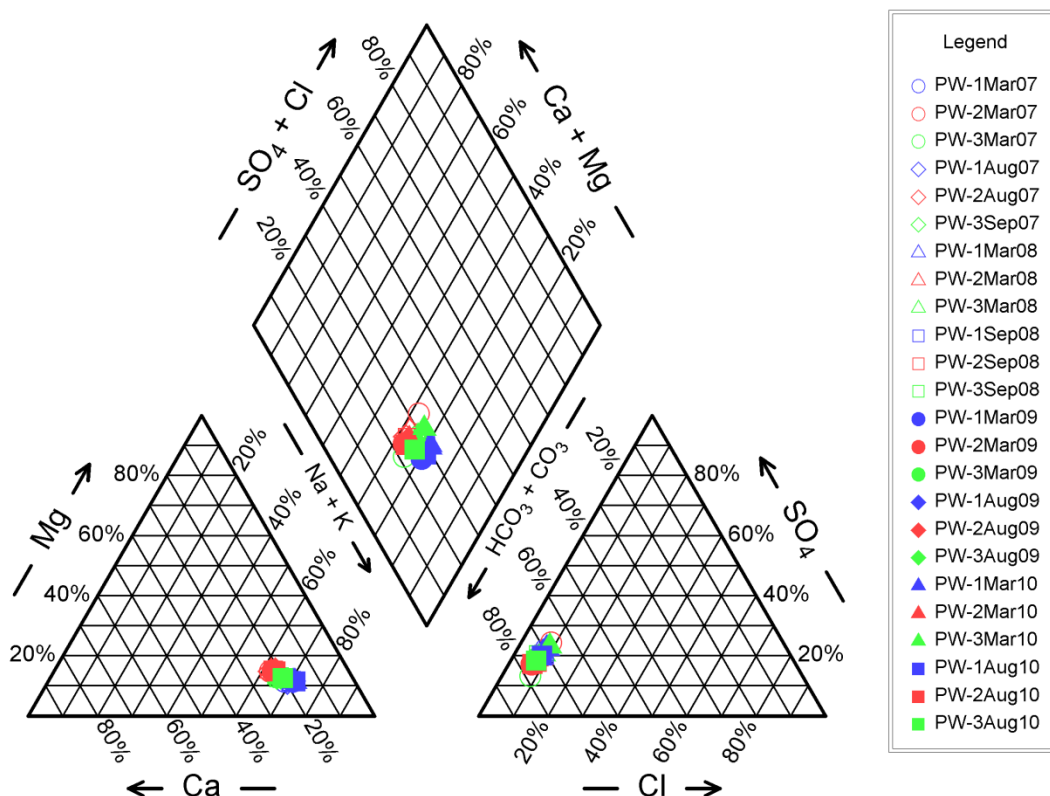 SO₄ + Cl
Ca + Mg
80%
60%
40%
20%
80%
60%
40%
20%
Mg
Na + K
80%
60%
40%
20%
20%
40%
60%
80%
80%
60%
40%
20%
Ca
HCO₃ + CO₃
SO₄
20%
40%
60%
80%
80%
60%
40%
20%
20%
40%
60%
80%
Cl
Legend
PW-1Mar07
PW-2Mar07
PW-3Mar07
PW-1Aug07
PW-2Aug07
PW-3Sep07
PW-1Mar08
PW-2Mar08
PW-3Mar08
PW-1Sep08
PW-2Sep08
PW-3Sep08
PW-1Mar09
PW-2Mar09
PW-3Mar09
PW-1Aug09
PW-2Aug09
PW-3Aug09
PW-1Mar10
PW-2Mar10
PW-3Mar10
PW-1Aug10
PW-2Aug10
PW-3Aug10